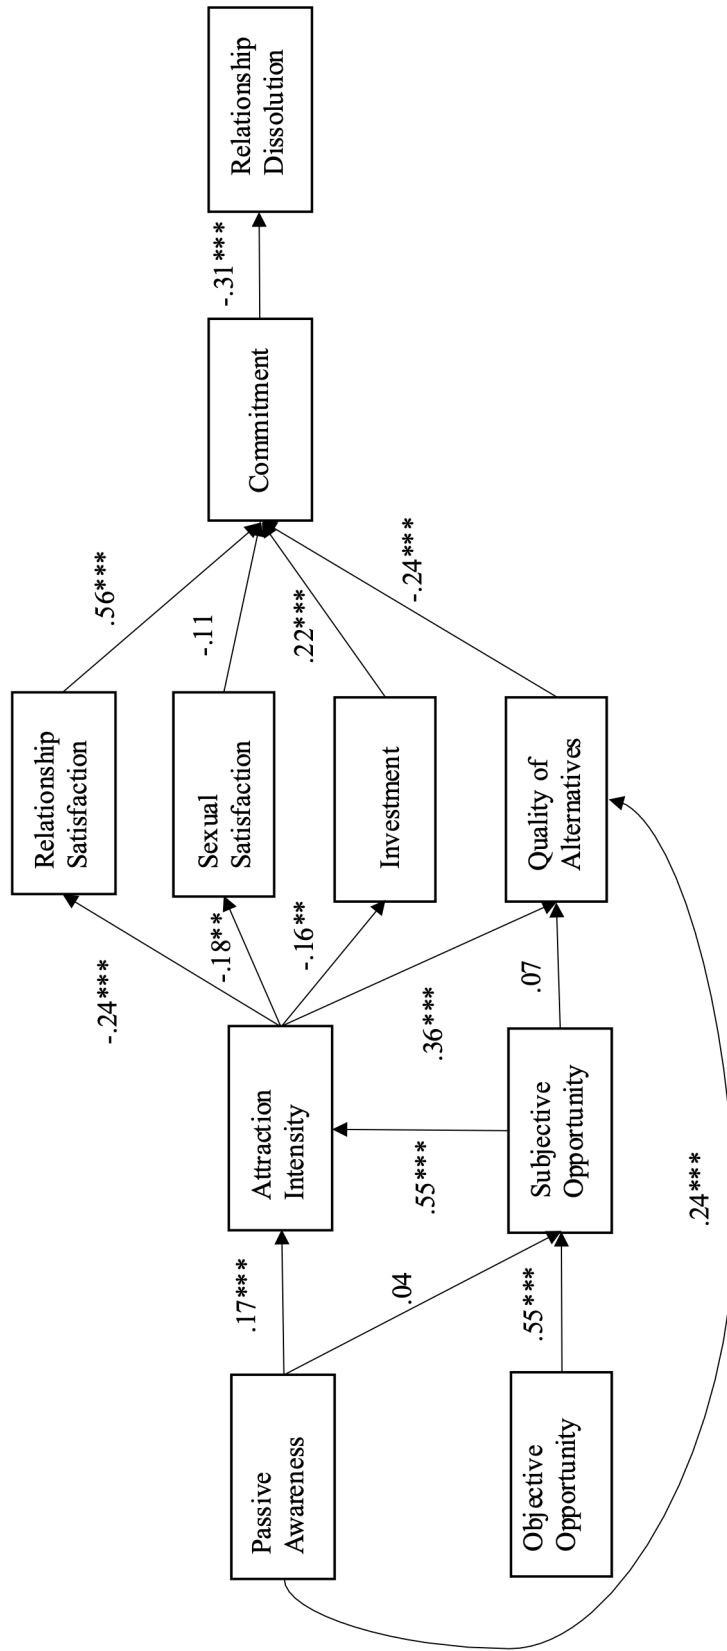 Passive
Awareness
Objective
Opportunity
.17***
.04
.55***
Attraction
Intensity
.55***
Subjective
Opportunity
-.24***
-.18**
-.16**
.36***
.07
.24***
Relationship
Satisfaction
Sexual
Satisfaction
Investment
Quality of
Alternatives
.56***
-.11
.22***
-.24***
Commitment
-.31***
Relationship
Dissolution